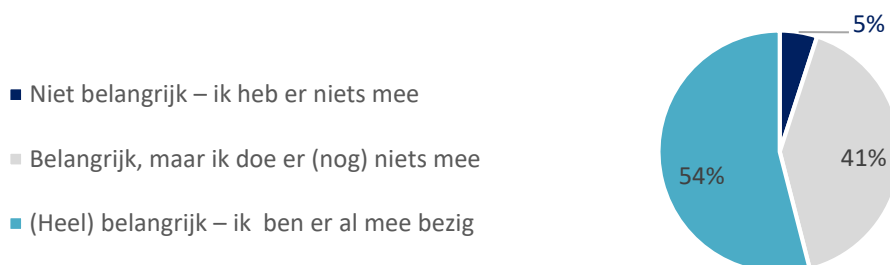 5%
Niet belangrijk – ik heb er niets mee
Belangrijk, maar ik doe er (nog) niets mee
41%
54%
(Heel) belangrijk – ik  ben er al mee bezig